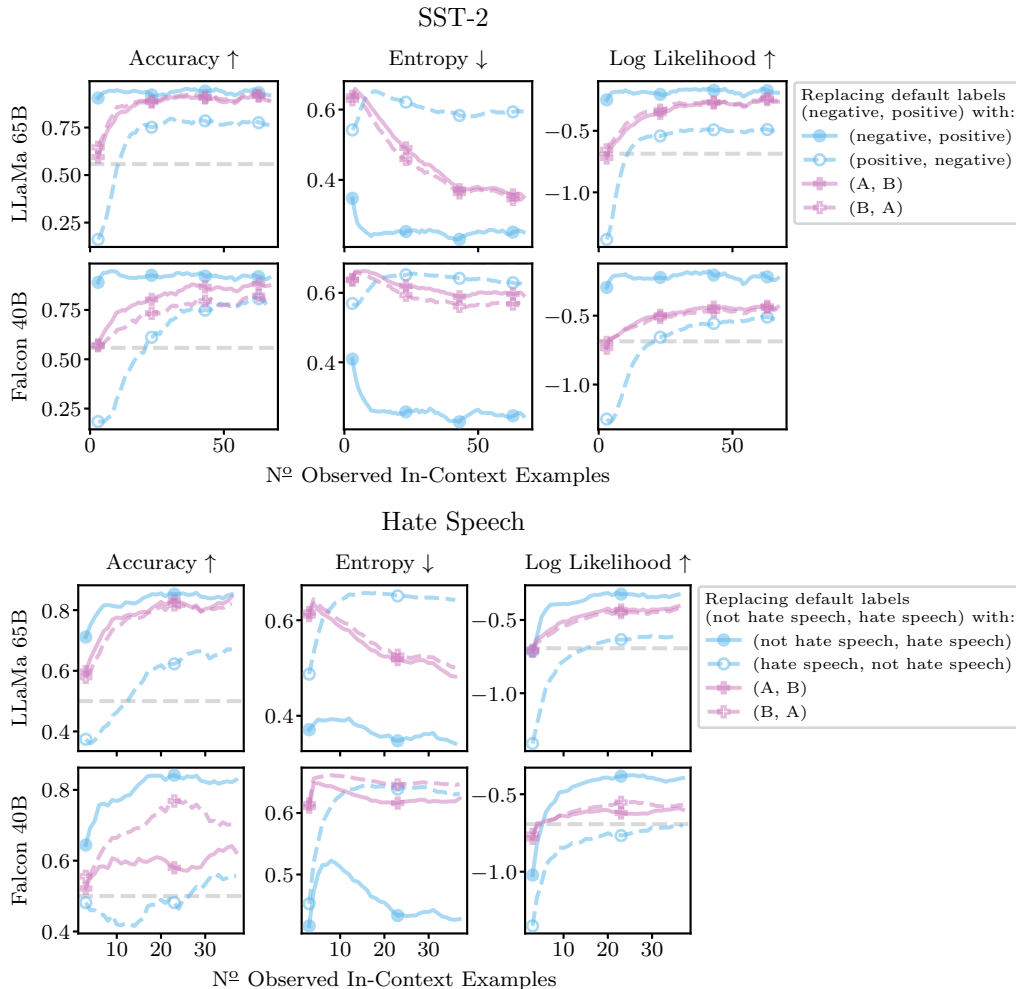 SST-2
Accuracy ↑
Entropy ↓
Log Likelihood ↑
LLaMa 65B
0.75
0.50
0.25
0.6
0.4
−0.5
−1.0
Replacing default labels
(negative, positive) with:
(negative, positive)
(positive, negative)
(A, B)
(B, A)
Falcon 40B
0.75
0.50
0.25
0.6
0.4
−0.5
−1.0
0 50
0 50
0 50
Nº Observed In-Context Examples
Hate Speech
Accuracy ↑
Entropy ↓
Log Likelihood ↑
LLaMa 65B
0.8
0.6
0.4
0.6
0.4
−0.5
−1.0
Replacing default labels
(not hate speech, hate speech) with:
(not hate speech, hate speech)
(hate speech, not hate speech)
(A, B)
(B, A)
Falcon 40B
0.8
0.6
0.4
0.6
0.5
−0.5
−1.0
10 20 30
10 20 30
10 20 30
Nº Observed In-Context Examples